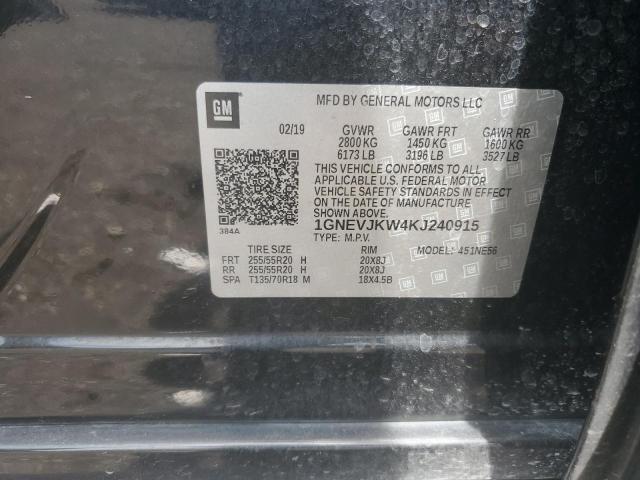 GM
MFD BY GENERAL MOTORS LLC
02/19 GVWR GAWR FRT GAWR RR
2800 KG 1450 KG 1600 KG
6173 LB 3196 LB 3527 LB
THIS VEHICLE CONFORMS TO ALL
APPLICABLE U.S. FEDERAL MOTOR
VEHICLE SAFETY STANDARDS IN EFFECT
ON THE DATE OF MANUFACTURE SHOWN
ABOVE.
384A
1GNEVJKW4KJ240915
TYPE: M.P.V. MODEL: 451NE56
TIRE SIZE RIM
FRT 255/55R20 H 20X8J
RR 255/55R20 H 20X8J
SPA T135/70R18 M 18X4.5B